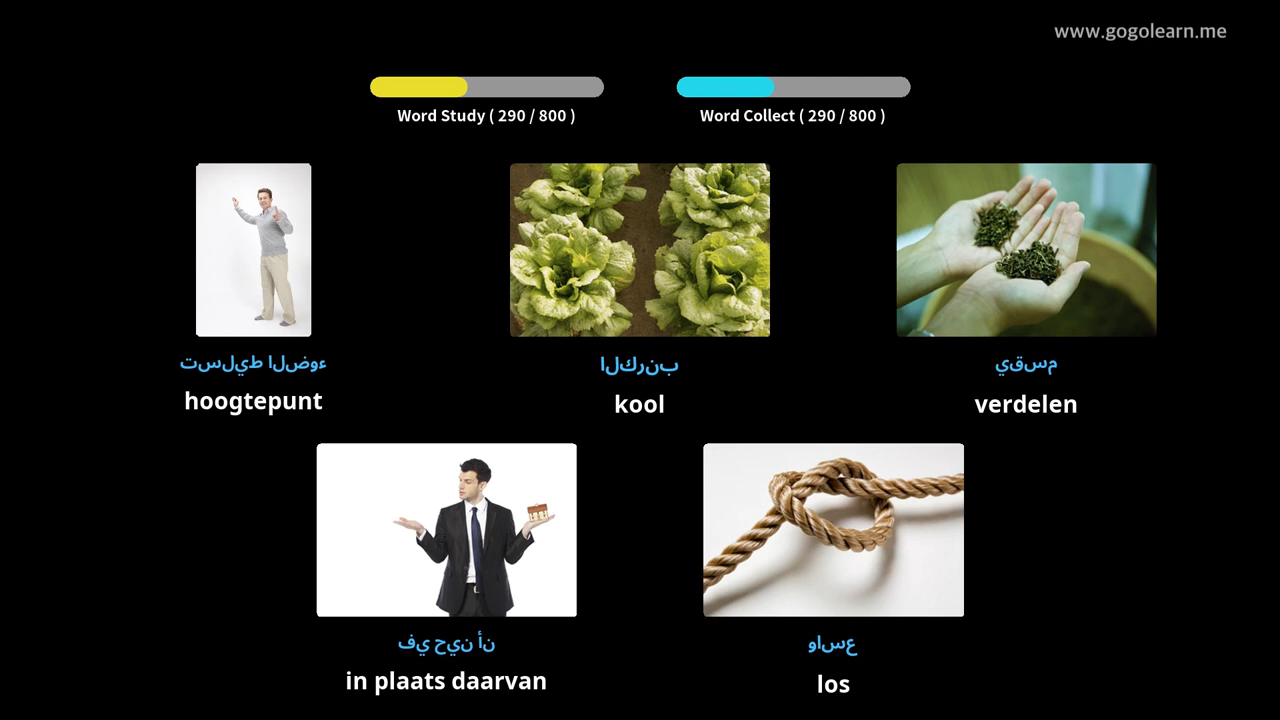 www.gogolearn.me
Word Study ( 290 / 800 )
Word Collect ( 290 / 800 )
تسليط الضوء
hoogtepunt
الكرنب
kool
يقسم
verdelen
في حين أن
in plaats daarvan
واسع
los